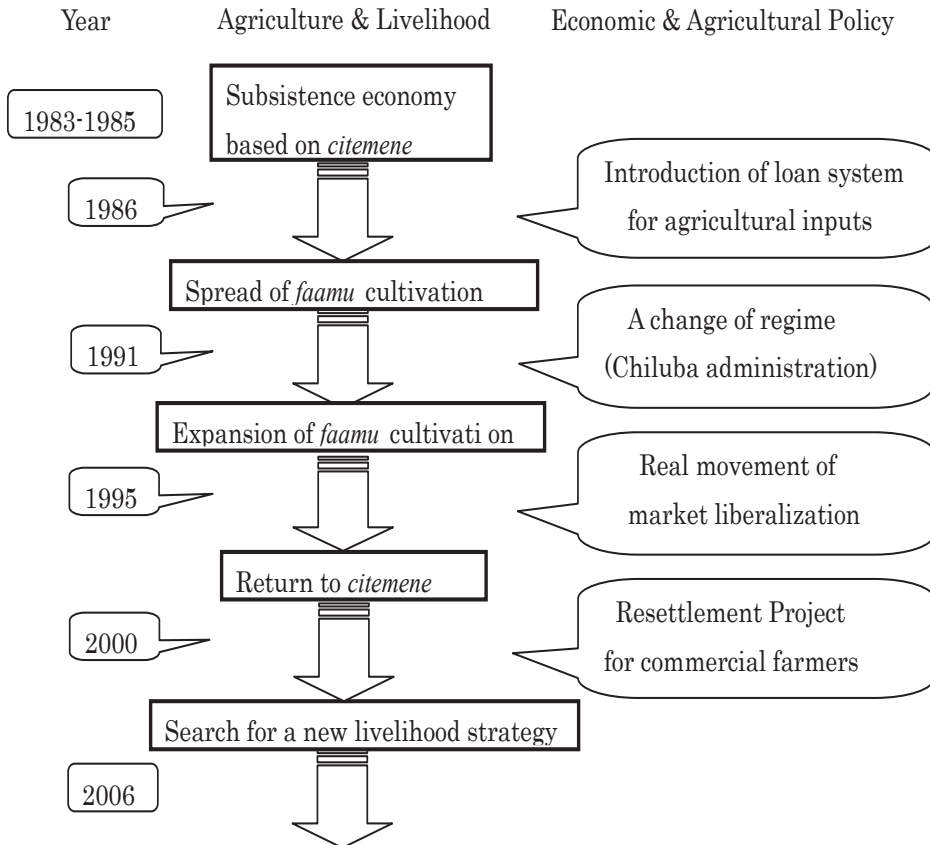 Year Agriculture & Livelihood Economic & Agricultural Policy
Subsistence economy
based on citemene
1983-1985
Introduction of loan system
for agricultural inputs
1986
Spread of faamu cultivation
A change of regime
(Chiluba administration)
1991
Expansion of faamu cultivati on
Real movement of
market liberalization
1995
Return to citemene
Resettlement Project
for commercial farmers
2000
Search for a new livelihood strategy
2006